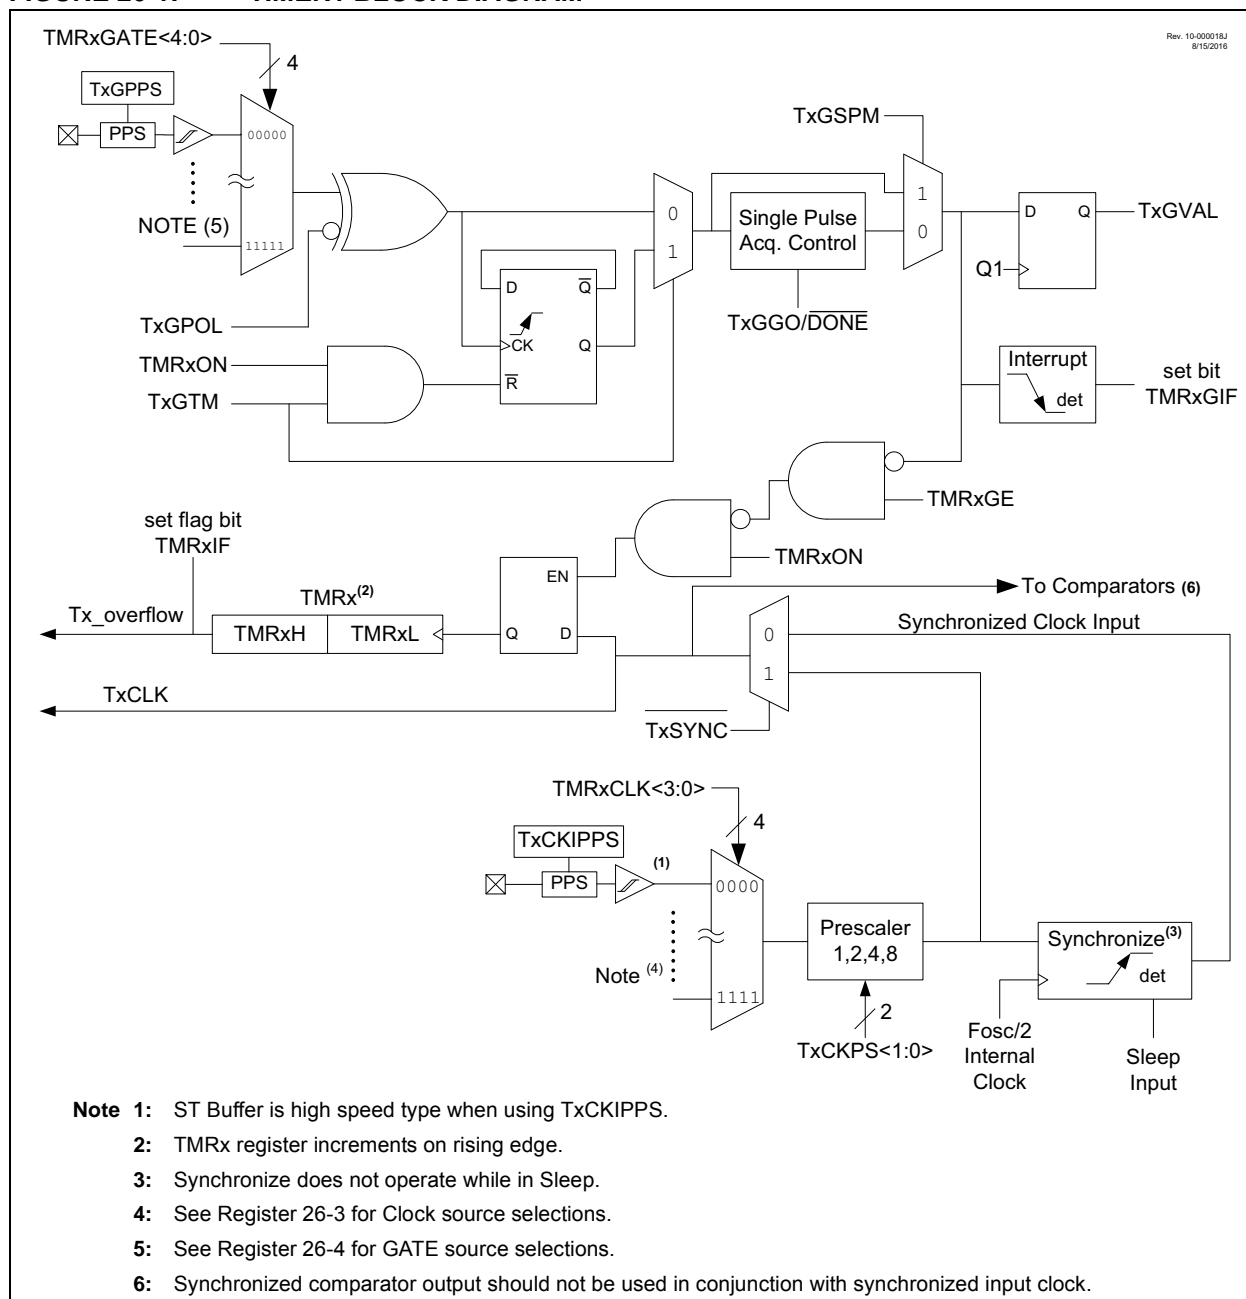 Rev. 10-000018J
8/15/2016
TMRxGATE<4:0>
4
TxGPPS
PPS
00000
NOTE (5)
11111
TxGPOL
TMRxON
TxGTM
D
Q
CK
Q
R
0
1
TxGSPM
Single Pulse
Acq. Control
TxGGO/DONE
1
0
D
Q
Q1
TxGVAL
Interrupt
det
set bit
TMRxGIF
TMRxGE
TMRxON
set flag bit
TMRxIF
EN
Tx_overflow
TMRx(2)
TMRxH
TMRxL
Q
D
To Comparators (6)
0
1
Synchronized Clock Input
TxCLK
TxSYNC
TMRxCLK<3:0>
4
TxCKIPPS
PPS
(1)
0000
Note (4)
1111
Prescaler
1,2,4,8
2
TxCKPS<1:0>
Synchronize(3)
det
Fosc/2
Internal
Clock
Sleep
Input
Note 1: ST Buffer is high speed type when using TxCKIPPS.
2: TMRx register increments on rising edge.
3: Synchronize does not operate while in Sleep.
4: See Register 26-3 for Clock source selections.
5: See Register 26-4 for GATE source selections.
6: Synchronized comparator output should not be used in conjunction with synchronized input clock.